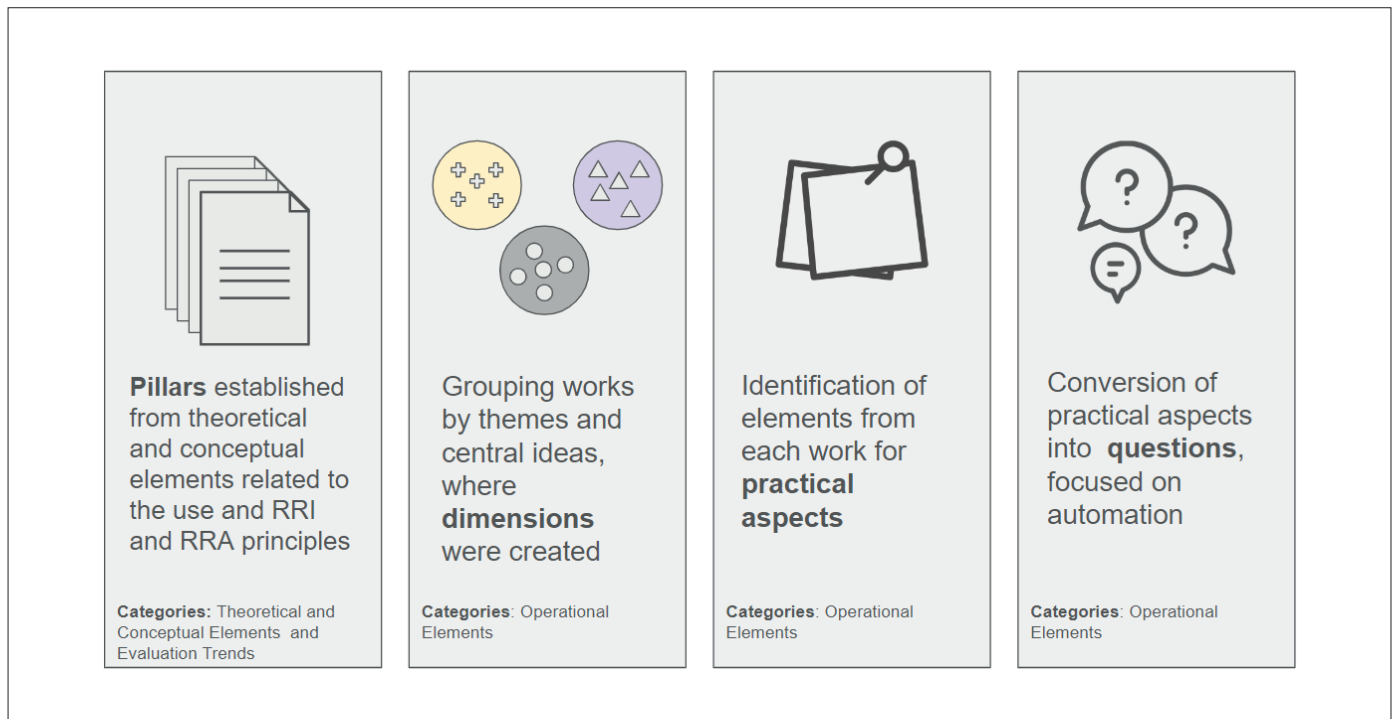 Pillars established
from theoretical
and conceptual
elements related to
the use and RRI
and RRA principles
Categories: Theoretical and
Conceptual Elements and
Evaluation Trends
Grouping works
by themes and
central ideas,
where
dimensions
were created
Categories: Operational
Elements
Identification of
elements from
each work for
practical
aspects
Categories: Operational
Elements
? 
?
Conversion of
practical aspects
into questions,
focused on
automation
Categories: Operational
Elements